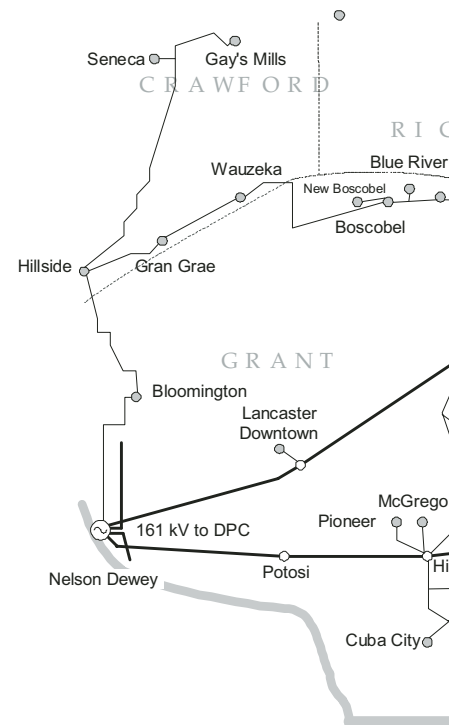 Seneca
Gay's Mills
CRAWFORD
RIC
Wauzeka
Blue River
New Boscobel
Boscobel
Hillside
Gran Grae
GRANT
Bloomington
Lancaster
Downtown
McGrego
Pioneer
161 kV to DPC
Hi
Potosi
Nelson Dewey
Cuba City